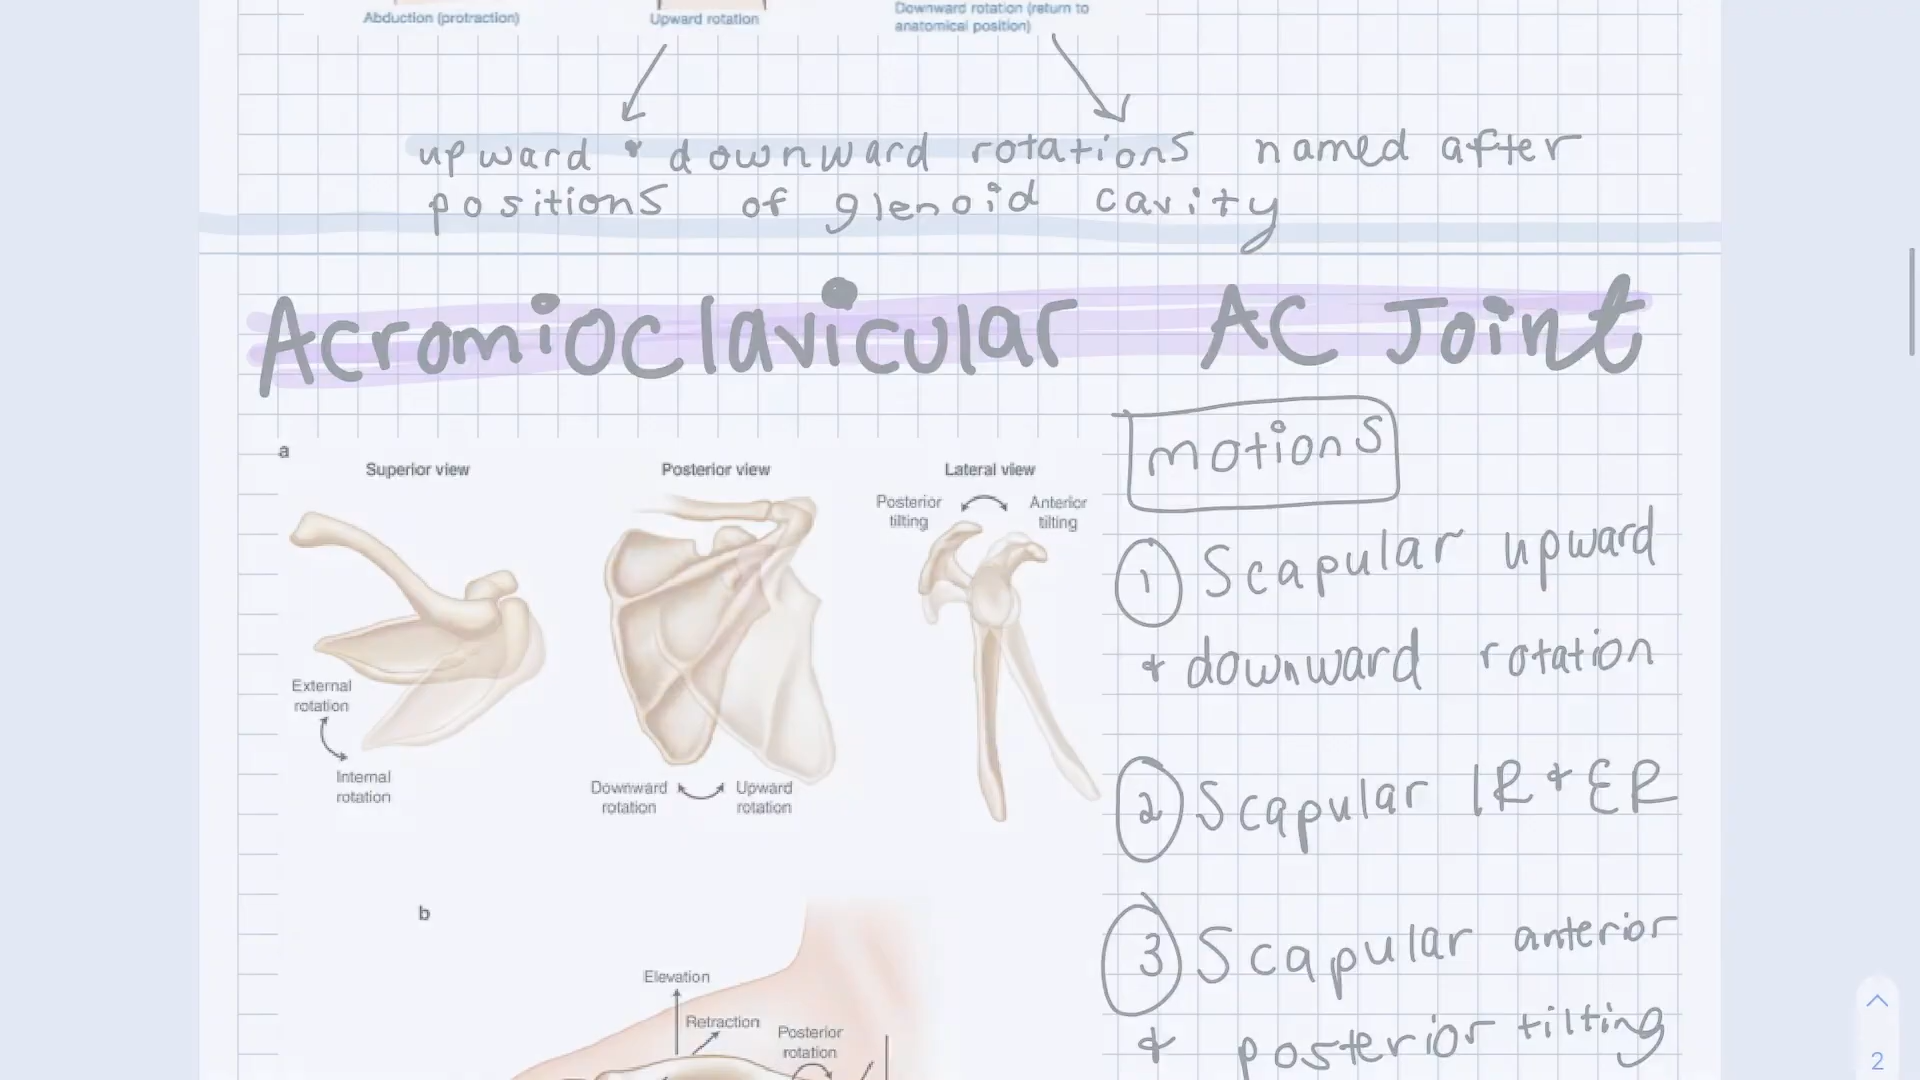 Abduction (protraction)
Upward rotation
Downward rotation (return to
anatomical position)
upward & downward rotations named after
positions of glenoid cavity
Acromioclavicular AC Joint
motions
a
Superior view
Posterior view
Lateral view
Posterior
tilting
Anterior
tilting
External
rotation
Internal
rotation
Downward
rotation
Upward
rotation
1 Scapular upward
& downward rotation
2 Scapular IR & ER
3 Scapular anterior
& posterior tilting
b
Elevation
Retraction
Posterior
rotation
2